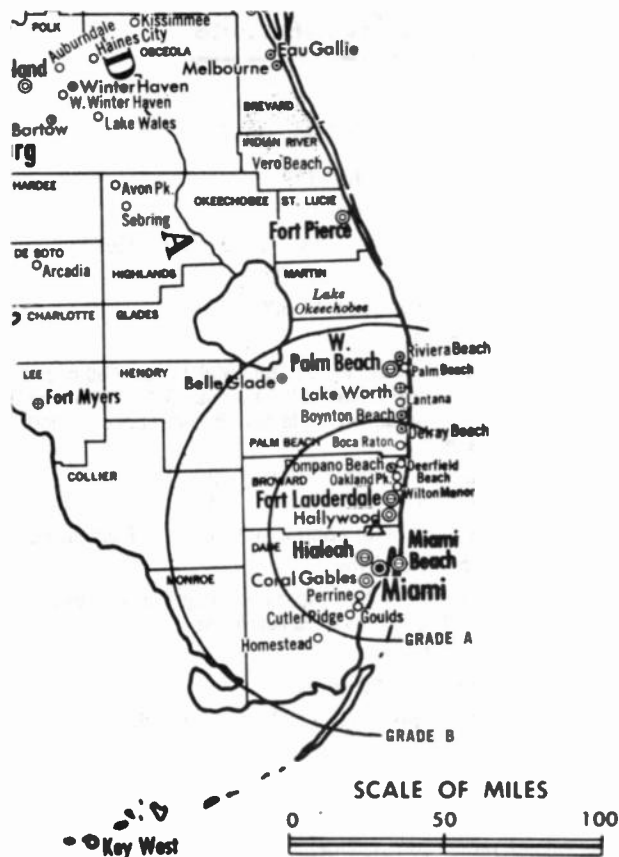 POLK
Kissimmee
Auburndale
Haines City
OSCEOLA
D
Eau Gallie
Melbourne
land
Winter Haven
W. Winter Haven
BREVARD
Bartow
Lake Wales
rg
INDIAN RIVER
Vero Beach
HARDEE
Avon Pk.
OKEECHOBEE
ST. LUCIE
Sebring
Fort Pierce
A
DE SOTO
Arcadia
HIGHLANDS
MARTIN
Lake
Okeechobee
CHARLOTTE
GLADES
W.
Palm Beach
Riviera Beach
Palm Beach
LEE
HENDRY
Belle Glade
Fort Myers
Lake Worth
Lantana
Boynton Beach
Delray Beach
PALM BEACH
Boca Raton
COLLIER
Pompano Beach
Deerfield
Beach
BROWARD
Oakland Pk.
Wilton Manor
Fort Lauderdale
Hallywood
DADE
Hialeah
Miami
Beach
MONROE
Coral Gables
Miami
Perrine
Cutler Ridge
Goulds
Homestead
GRADE A
GRADE B
SCALE OF MILES
0 50 100
Key West